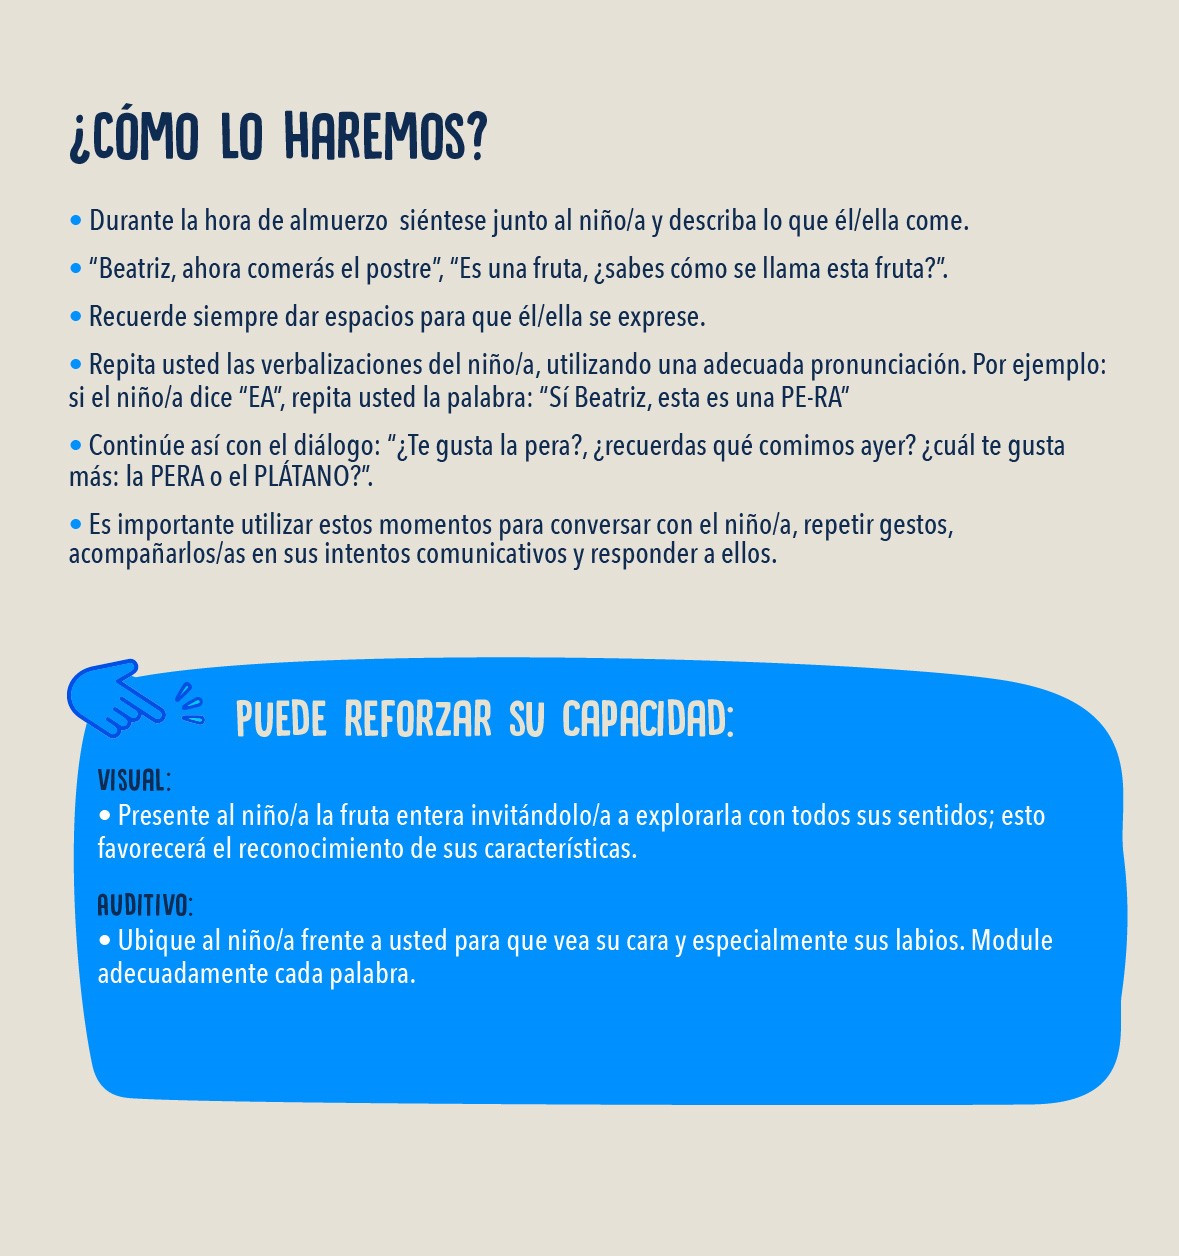 ¿CÓMO LO HAREMOS?
• Durante la hora de almuerzo  siéntese junto al niño/a y describa lo que él/ella come.
• “Beatriz, ahora comerás el postre”, “Es una fruta, ¿sabes cómo se llama esta fruta?”.
• Recuerde siempre dar espacios para que él/ella se exprese.
• Repita usted las verbalizaciones del niño/a, utilizando una adecuada pronunciación. Por ejemplo:
si el niño/a dice “EA”, repita usted la palabra: “Sí Beatriz, esta es una PE-RA”
• Continúe así con el diálogo: “¿Te gusta la pera?, ¿recuerdas qué comimos ayer? ¿cuál te gusta
más: la PERA o el PLÁTANO?”.
• Es importante utilizar estos momentos para conversar con el niño/a, repetir gestos,
acompañarlos/as en sus intentos comunicativos y responder a ellos.
PUEDE REFORZAR SU CAPACIDAD:
VISUAL:
• Presente al niño/a la fruta entera invitándolo/a a explorarla con todos sus sentidos; esto
favorecerá el reconocimiento de sus características.
AUDITIVO:
• Ubique al niño/a frente a usted para que vea su cara y especialmente sus labios. Module
adecuadamente cada palabra.